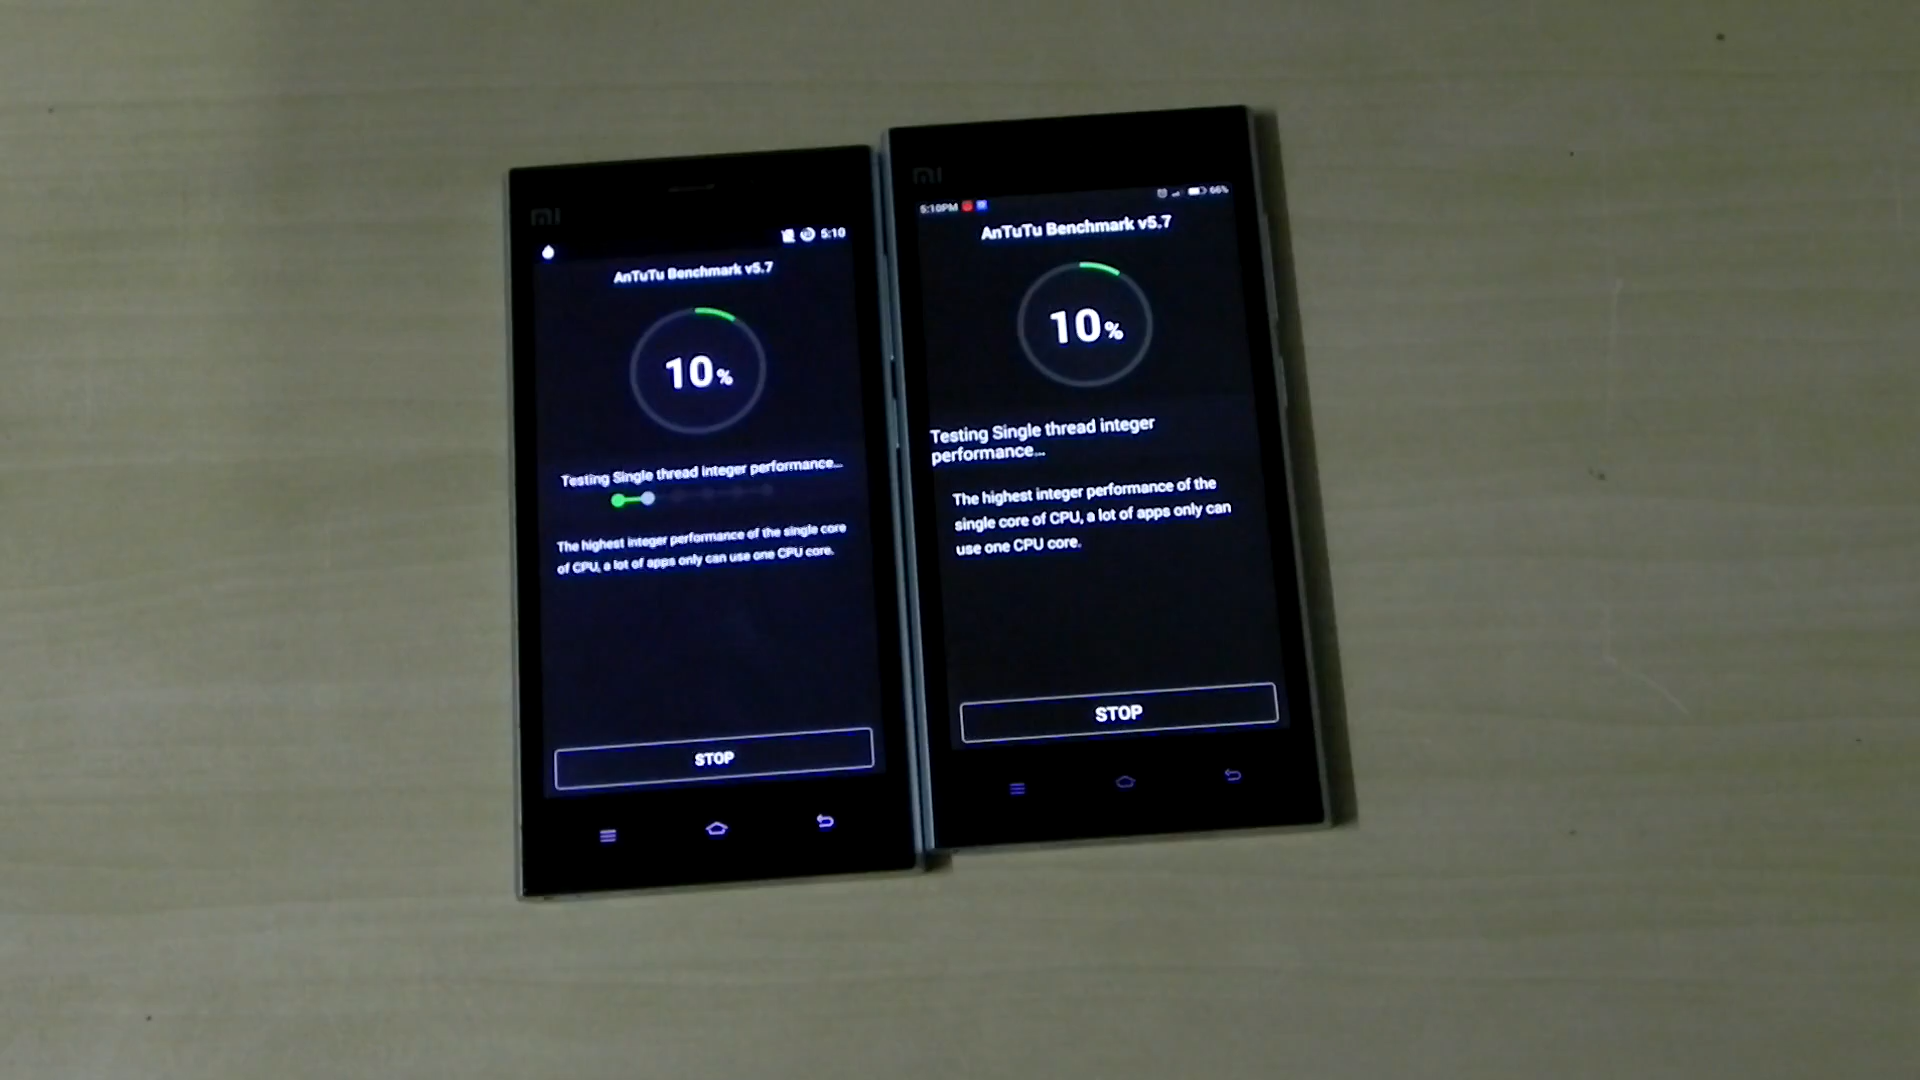 mi
5:10
AnTuTu Benchmark v5.7
10%
Testing Single thread integer performance...
The highest integer performance of the single core
of CPU, a lot of apps only can use one CPU core.
STOP
mi
5:10PM
66%
AnTuTu Benchmark v5.7
10%
Testing Single thread integer
performance...
The highest integer performance of the
single core of CPU, a lot of apps only can
use one CPU core.
STOP